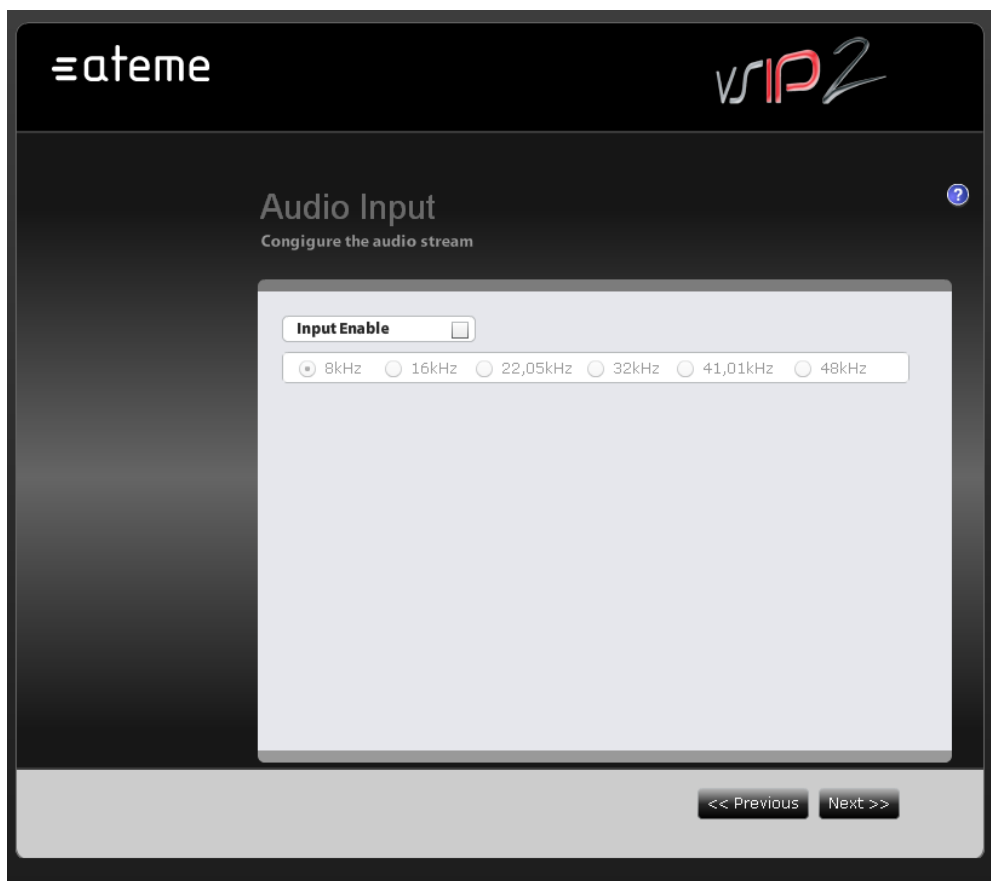 ateme
vsIP2
?
Audio Input
Congigure the audio stream
Input Enable
8kHz 16kHz 22,05kHz 32kHz 41,01kHz 48kHz
<< Previous Next >>